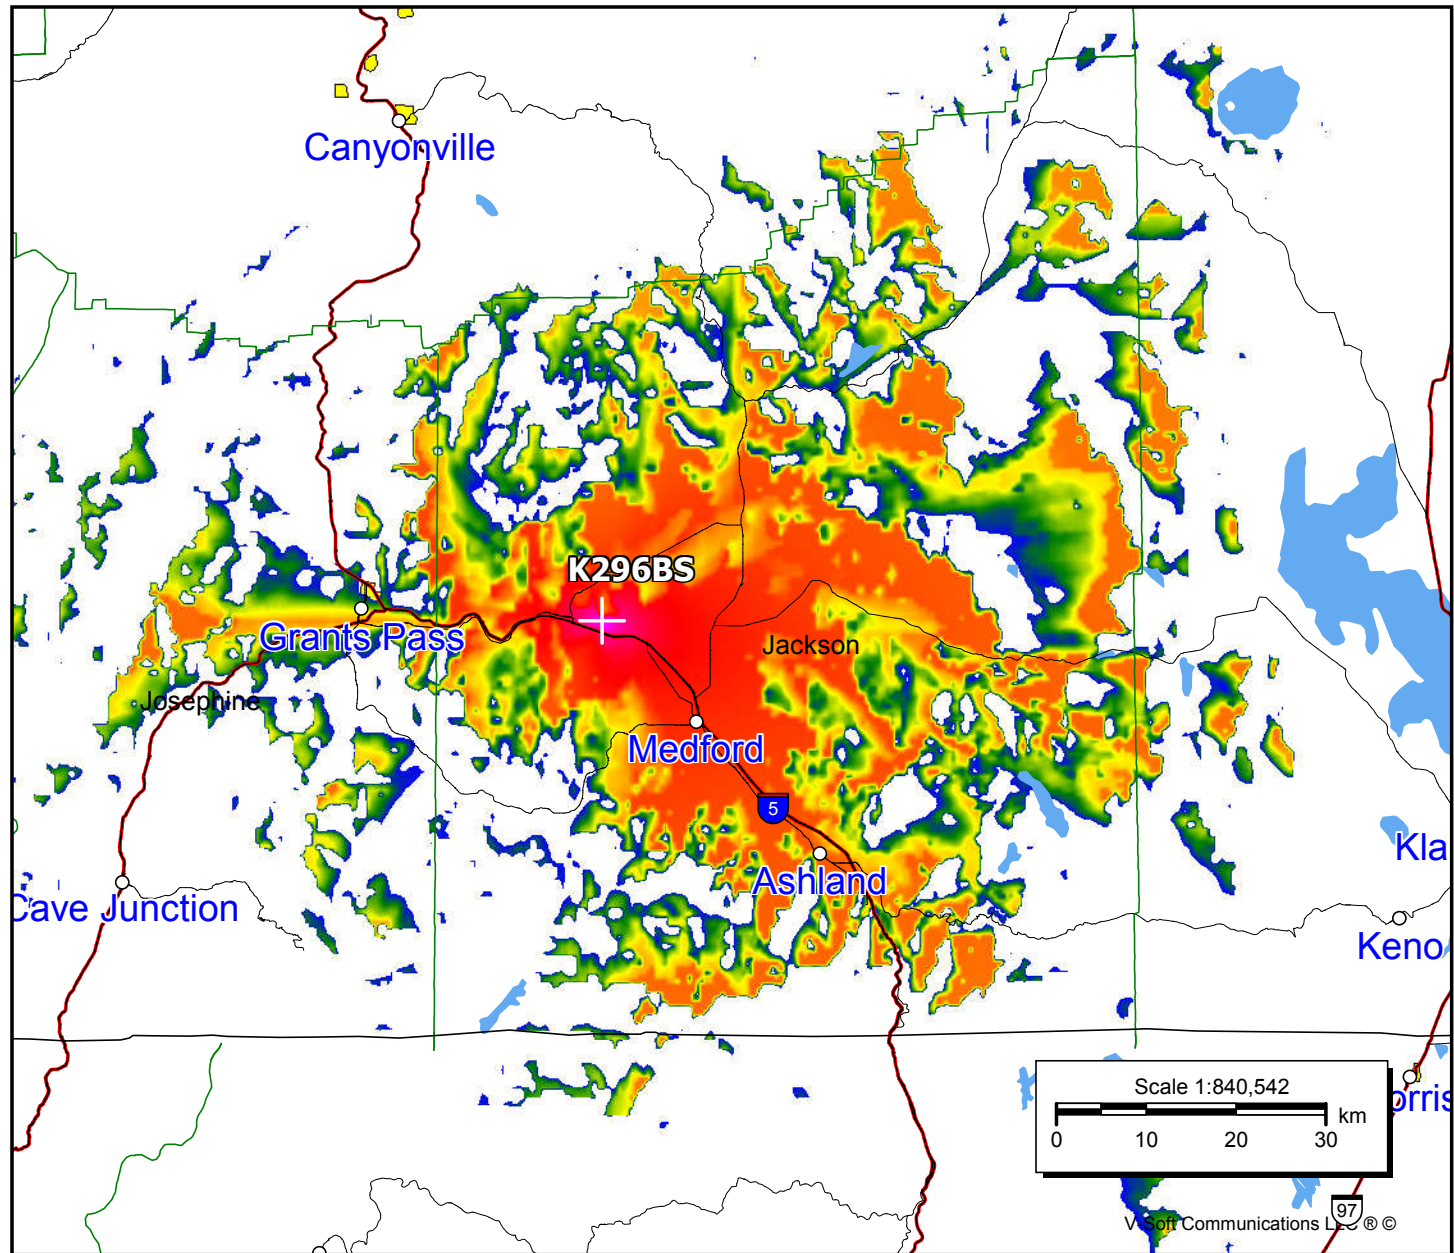 Canyonville
K296BS
Grants Pass
Jackson
Josephine
Medford
5
Ashland
Kla
Cave Junction
Keno
Scale 1:840,542
km
0 10 20 30
orris
97
V-Soft Communications LLC ® ©